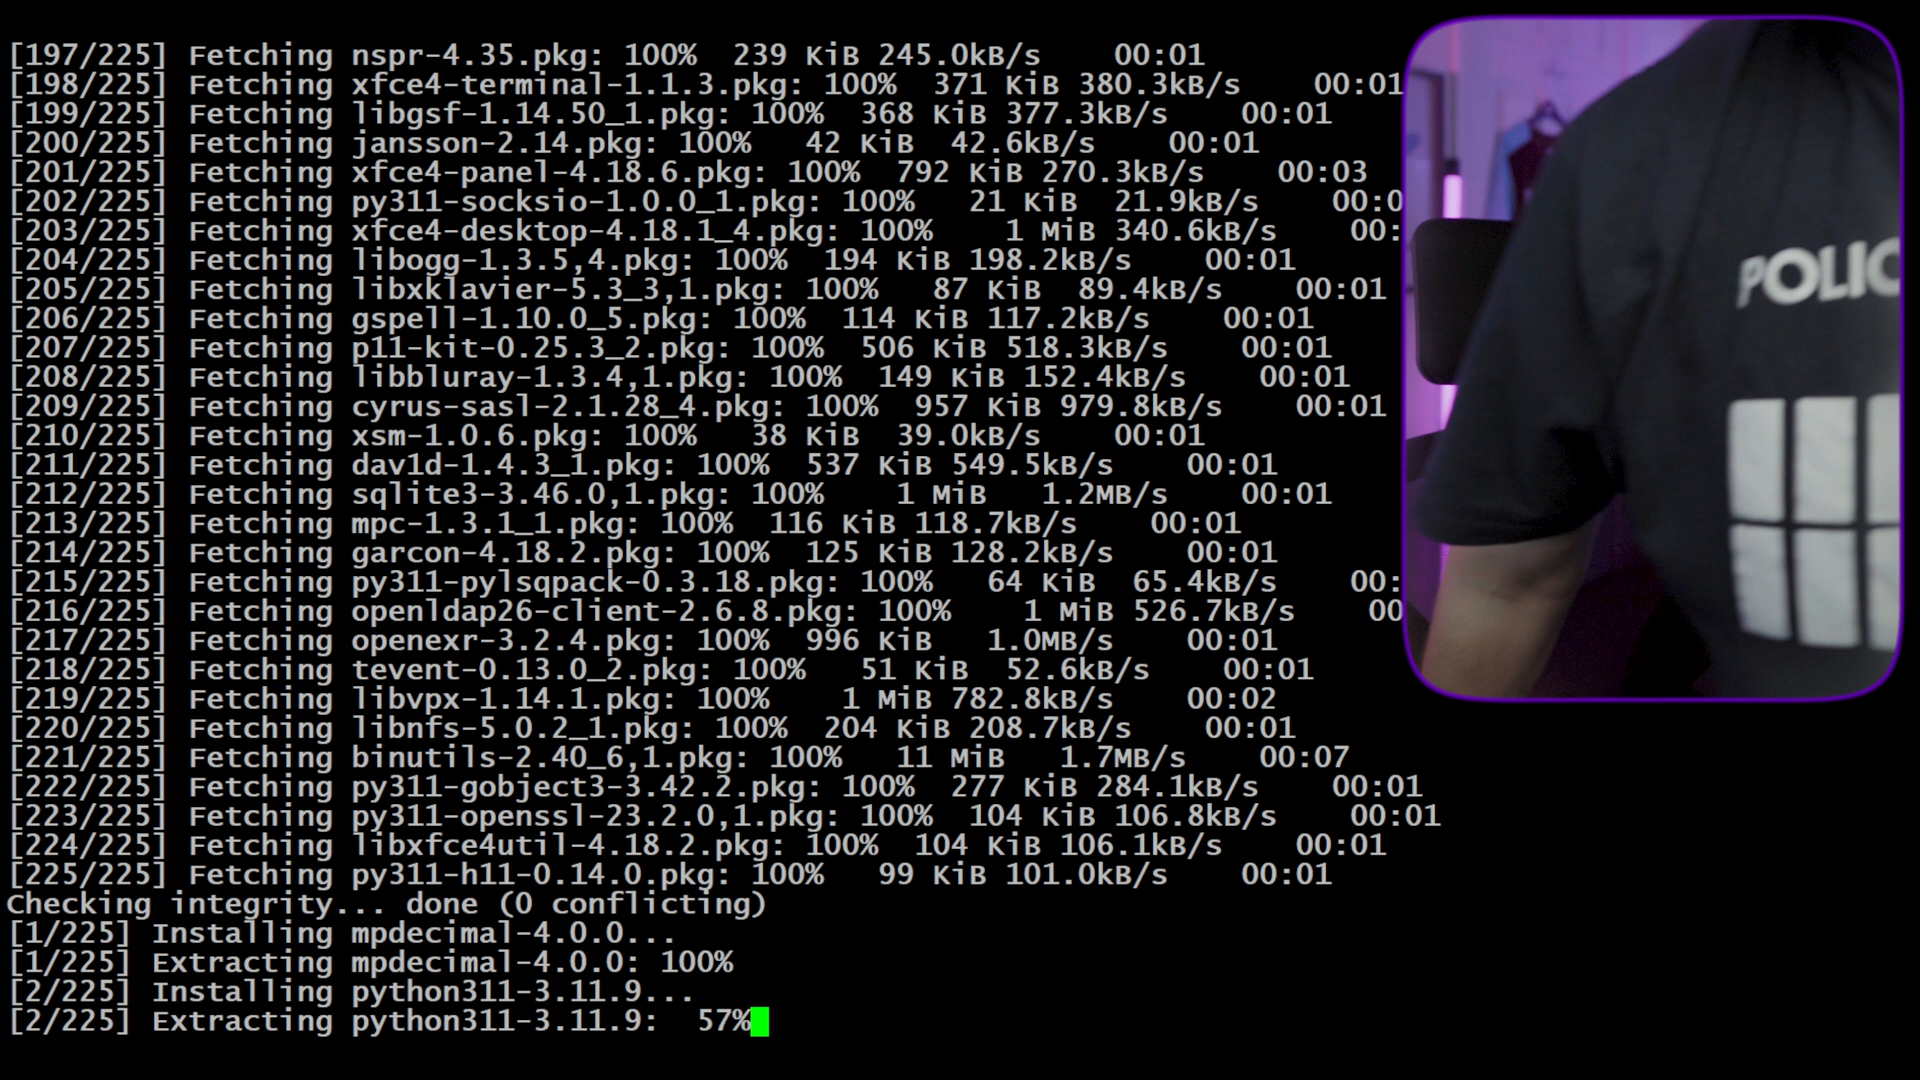 [197/225] Fetching nspr-4.35.pkg: 100%  239 KiB 245.0kB/s    00:01
[198/225] Fetching xfce4-terminal-1.1.3.pkg: 100%  371 KiB 380.3kB/s    00:01
[199/225] Fetching libgsf-1.14.50_1.pkg: 100%  368 KiB 377.3kB/s    00:01
[200/225] Fetching jansson-2.14.pkg: 100%   42 KiB  42.6kB/s    00:01
[201/225] Fetching xfce4-panel-4.18.6.pkg: 100%  792 KiB 270.3kB/s    00:03
[202/225] Fetching py311-socksio-1.0.0_1.pkg: 100%   21 KiB  21.9kB/s    00:0
[203/225] Fetching xfce4-desktop-4.18.1_4.pkg: 100%    1 MiB 340.6kB/s    00:
[204/225] Fetching libogg-1.3.5,4.pkg: 100%  194 KiB 198.2kB/s    00:01
[205/225] Fetching libxklavier-5.3_3,1.pkg: 100%   87 KiB  89.4kB/s    00:01
[206/225] Fetching gspell-1.10.0_5.pkg: 100%  114 KiB 117.2kB/s    00:01
[207/225] Fetching p11-kit-0.25.3_2.pkg: 100%  506 KiB 518.3kB/s    00:01
[208/225] Fetching libbluray-1.3.4,1.pkg: 100%  149 KiB 152.4kB/s    00:01
[209/225] Fetching cyrus-sasl-2.1.28_4.pkg: 100%  957 KiB 979.8kB/s    00:01
[210/225] Fetching xsm-1.0.6.pkg: 100%   38 KiB  39.0kB/s    00:01
[211/225] Fetching dav1d-1.4.3_1.pkg: 100%  537 KiB 549.5kB/s    00:01
[212/225] Fetching sqlite3-3.46.0,1.pkg: 100%    1 MiB   1.2MB/s    00:01
[213/225] Fetching mpc-1.3.1_1.pkg: 100%  116 KiB 118.7kB/s    00:01
[214/225] Fetching garcon-4.18.2.pkg: 100%  125 KiB 128.2kB/s    00:01
[215/225] Fetching py311-pylsqpack-0.3.18.pkg: 100%   64 KiB  65.4kB/s    00:
[216/225] Fetching openldap26-client-2.6.8.pkg: 100%    1 MiB 526.7kB/s    00
[217/225] Fetching openexr-3.2.4.pkg: 100%  996 KiB   1.0MB/s    00:01
[218/225] Fetching tevent-0.13.0_2.pkg: 100%   51 KiB  52.6kB/s    00:01
[219/225] Fetching libvpx-1.14.1.pkg: 100%    1 MiB 782.8kB/s    00:02
[220/225] Fetching libnfs-5.0.2_1.pkg: 100%  204 KiB 208.7kB/s    00:01
[221/225] Fetching binutils-2.40_6,1.pkg: 100%   11 MiB   1.7MB/s    00:07
[222/225] Fetching py311-gobject3-3.42.2.pkg: 100%  277 KiB 284.1kB/s    00:01
[223/225] Fetching py311-openssl-23.2.0,1.pkg: 100%  104 KiB 106.8kB/s    00:01
[224/225] Fetching libxfce4util-4.18.2.pkg: 100%  104 KiB 106.1kB/s    00:01
[225/225] Fetching py311-h11-0.14.0.pkg: 100%   99 KiB 101.0kB/s    00:01
Checking integrity... done (0 conflicting)
[1/225] Installing mpdecimal-4.0.0...
[1/225] Extracting mpdecimal-4.0.0: 100%
[2/225] Installing python311-3.11.9...
[2/225] Extracting python311-3.11.9:  57%
POLIC